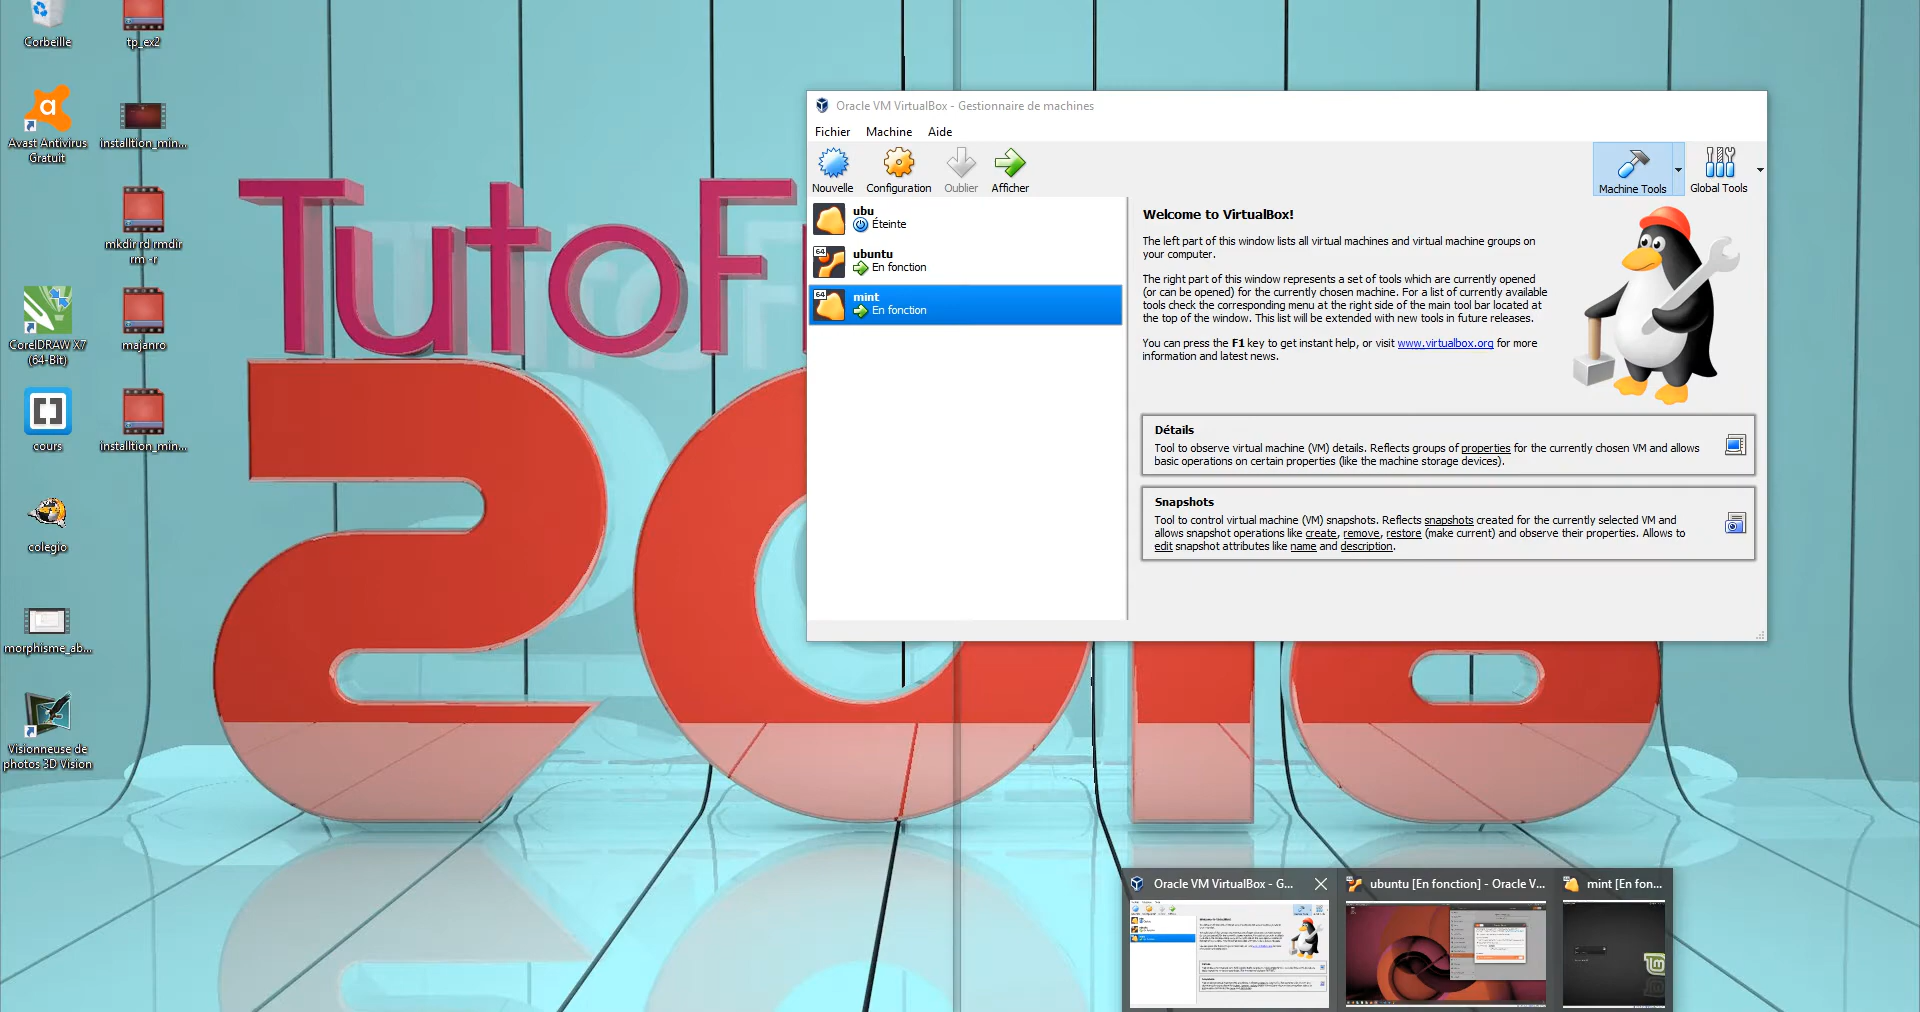 Corbeille
tp_ex2
Avast Antivirus
Gratuit
installtion_min...
mkdir rd rmdir
rm -r
CorelDRAW X7
(64-Bit)
majanro
cours
installtion_min...
colegio
morphisme_ab...
Visionneuse de
photos 3D Vision
TutoF
Oracle VM VirtualBox - Gestionnaire de machines
Fichier Machine Aide
Nouvelle Configuration Oublier Afficher
Machine Tools Global Tools
ubu
Éteinte
64
ubuntu
En fonction
64
mint
En fonction
Welcome to VirtualBox!
The left part of this window lists all virtual machines and virtual machine groups on
your computer.
The right part of this window represents a set of tools which are currently opened
(or can be opened) for the currently chosen machine. For a list of currently available
tools check the corresponding menu at the right side of the main tool bar located at
the top of the window. This list will be extended with new tools in future releases.
You can press the F1 key to get instant help, or visit www.virtualbox.org for more
information and latest news.
Détails
Tool to observe virtual machine (VM) details. Reflects groups of properties for the currently chosen VM and allows
basic operations on certain properties (like the machine storage devices).
Snapshots
Tool to control virtual machine (VM) snapshots. Reflects snapshots created for the currently selected VM and
allows snapshot operations like create, remove, restore (make current) and observe their properties. Allows to
edit snapshot attributes like name and description.
Oracle VM VirtualBox - G...
ubuntu [En fonction] - Oracle V...
mint [En fon...